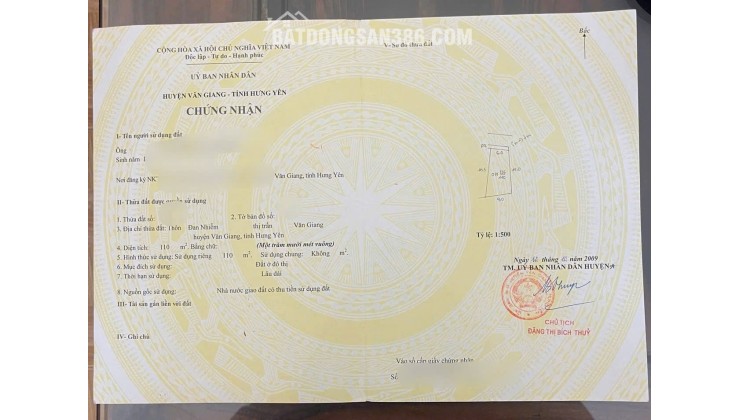 BATDONGSAN386.COM
CỘNG HÒA XÃ HỘI CHỦ NGHĨA VIỆT NAM
Độc lập - Tự do - Hạnh phúc
UỶ BAN NHÂN DÂN
HUYỆN VĂN GIANG - TỈNH HƯNG YÊN
CHỨNG NHẬN
I- Tên người sử dụng đất
Ông
Sinh năm 1
Nơi đăng ký NK
Văn Giang, tỉnh Hưng Yên
II- Thửa đất được sử dụng
1. Thửa đất số: 2. Tờ bản đồ số:
3. Địa chỉ thửa đất: Thôn Đan Nhiễm thị trấn Văn Giang
huyện Văn Giang, tỉnh Hưng Yên
4. Diện tích: 110 m². Bằng chữ: (Một trăm mười mét vuông)
5. Hình thức sử dụng: Sử dụng riêng 110 m². Sử dụng chung: Không m².
6. Mục đích sử dụng: Đất ở đô thị
7. Thời hạn sử dụng: Lâu dài
8. Nguồn gốc sử dụng: Nhà nước giao đất có thu tiền sử dụng đất
III- Tài sản gắn liền với đất
IV- Ghi chú
V- Sơ đồ thửa đất
Bắc
Tỷ lệ 1:500
Ngày tháng năm 2009
TM. UỶ BAN NHÂN DÂN HUYỆN
CHỦ TỊCH
ĐẶNG THỊ BÍCH THUỶ
Vào sổ cấp giấy chứng nhận
Số